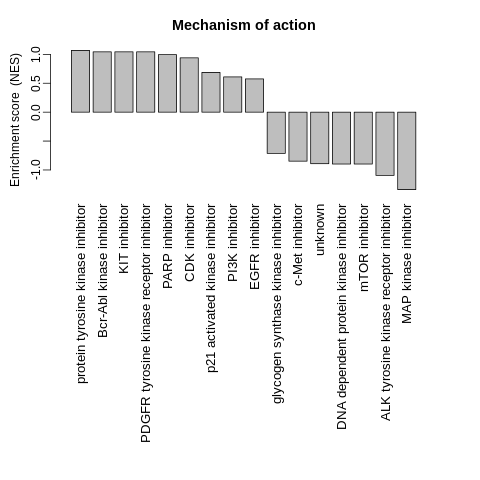 Mechanism of action
Enrichment score (NES)
1.0
0.5
0.0
-1.0
protein tyrosine kinase inhibitor
Bcr-Abl kinase inhibitor
KIT inhibitor
PDGFR tyrosine kinase receptor inhibitor
PARP inhibitor
CDK inhibitor
p21 activated kinase inhibitor
PI3K inhibitor
EGFR inhibitor
glycogen synthase kinase inhibitor
c-Met inhibitor
unknown
DNA dependent protein kinase inhibitor
mTOR inhibitor
ALK tyrosine kinase receptor inhibitor
MAP kinase inhibitor